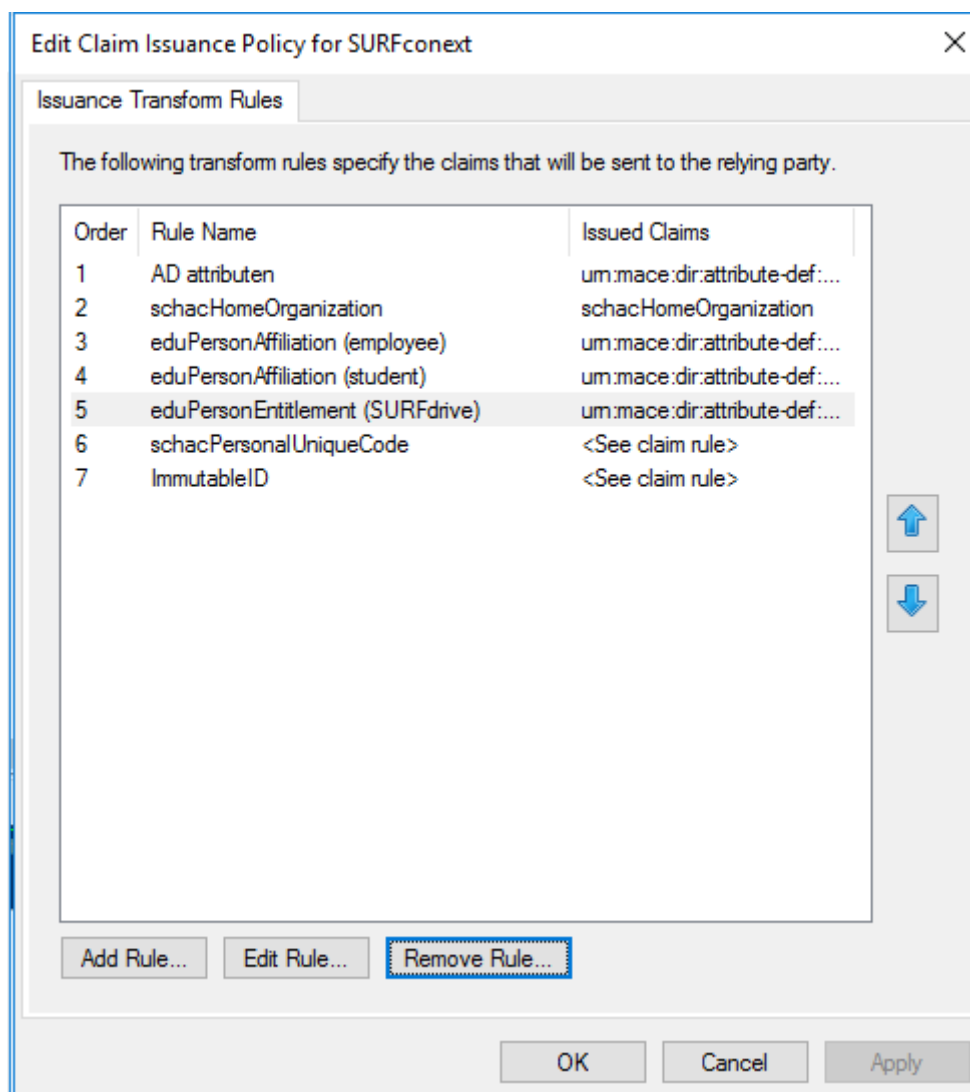 Edit Claim Issuance Policy for SURFconext
Issuance Transform Rules
The following transform rules specify the claims that will be sent to the relying party.
Order Rule Name Issued Claims
1 AD attributen urn:mace:dir:attribute-def:...
2 schacHomeOrganization schacHomeOrganization
3 eduPersonAffiliation (employee) urn:mace:dir:attribute-def:...
4 eduPersonAffiliation (student) urn:mace:dir:attribute-def:...
5 eduPersonEntitlement (SURFdrive) urn:mace:dir:attribute-def:...
6 schacPersonalUniqueCode <See claim rule>
7 ImmutableID <See claim rule>
Add Rule... Edit Rule... Remove Rule...
OK Cancel Apply